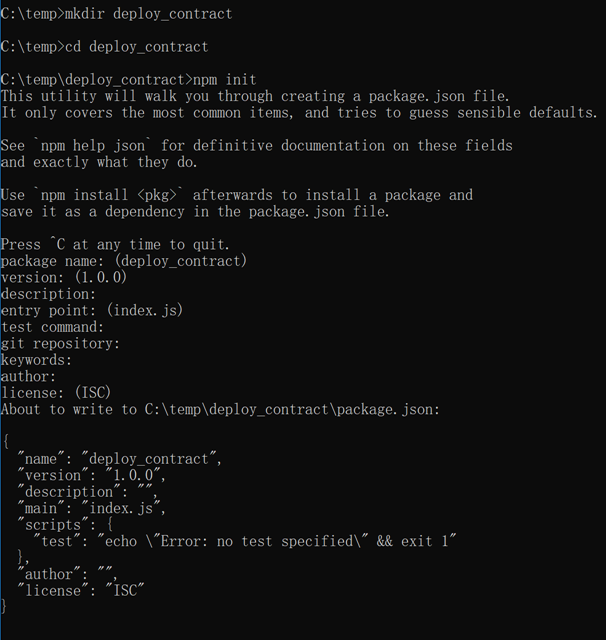 C:\temp>mkdir deploy_contract
C:\temp>cd deploy_contract
C:\temp\deploy_contract>npm init
This utility will walk you through creating a package.json file.
It only covers the most common items, and tries to guess sensible defaults.
See `npm help json` for definitive documentation on these fields
and exactly what they do.
Use `npm install <pkg>` afterwards to install a package and
save it as a dependency in the package.json file.
Press ^C at any time to quit.
package name: (deploy_contract)
version: (1.0.0)
description:
entry point: (index.js)
test command:
git repository:
keywords:
author:
license: (ISC)
About to write to C:\temp\deploy_contract\package.json:
{
  "name": "deploy_contract",
  "version": "1.0.0",
  "description": "",
  "main": "index.js",
  "scripts": {
    "test": "echo \"Error: no test specified\" && exit 1"
  },
  "author": "",
  "license": "ISC"
}